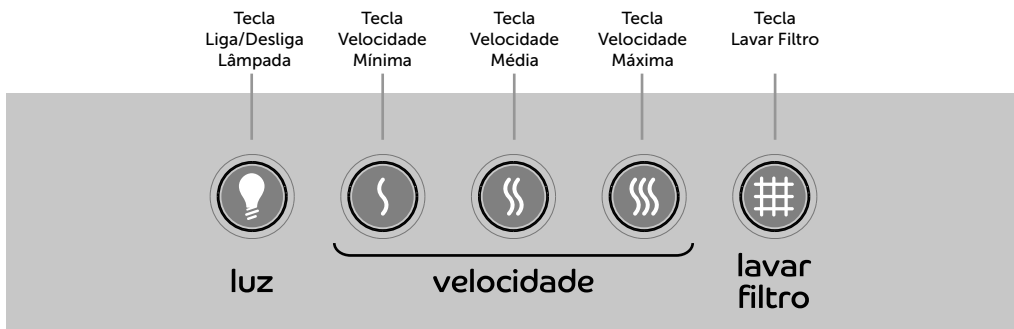 Tecla
Liga/Desliga
Lâmpada
Tecla
Velocidade
Mínima
Tecla
Velocidade
Média
Tecla
Velocidade
Máxima
Tecla
Lavar Filtro
luz
velocidade
lavar
filtro